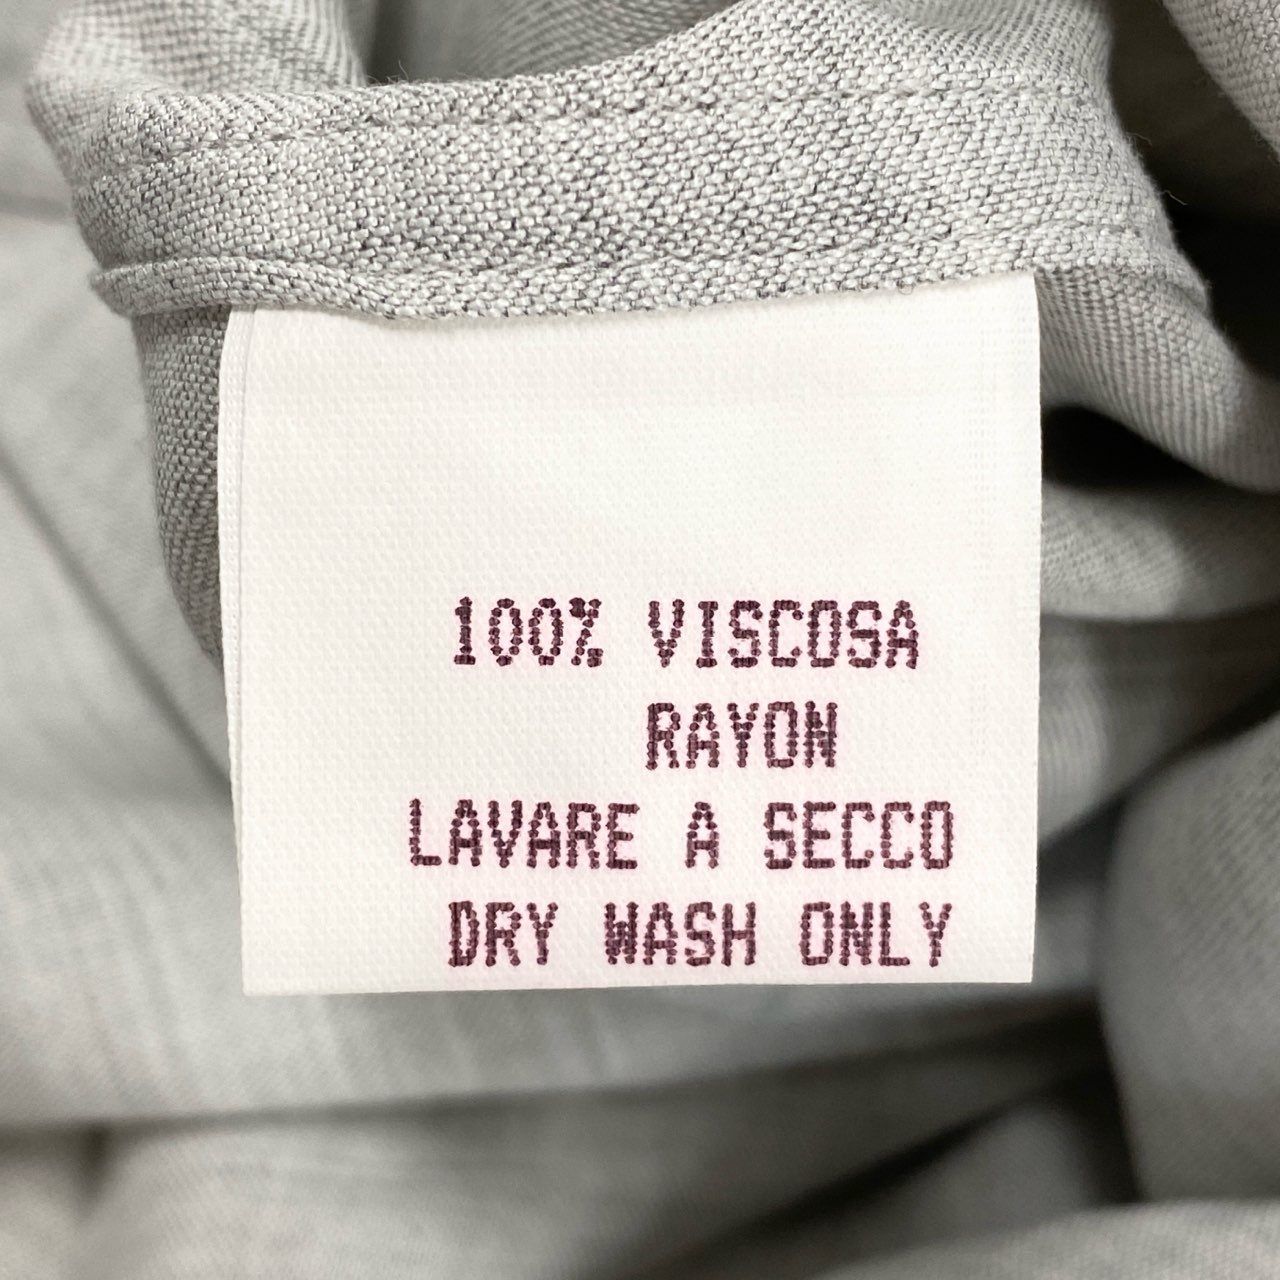 100% VISCOSA
RAYON
LAVARE A SECCO
DRY WASH ONLY